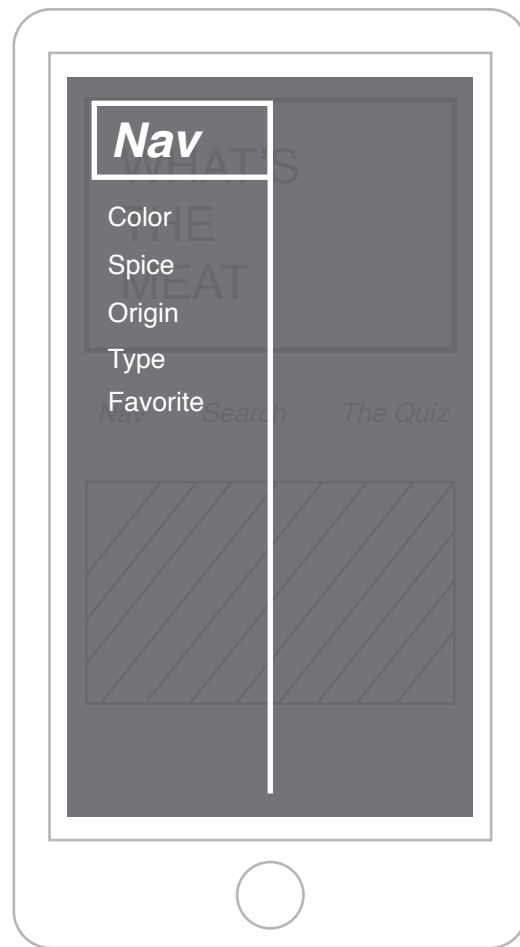 Nav
WHAT'S
THE
MEAT
Color
Spice
Origin
Type
Favorite
Nav Search The Quiz